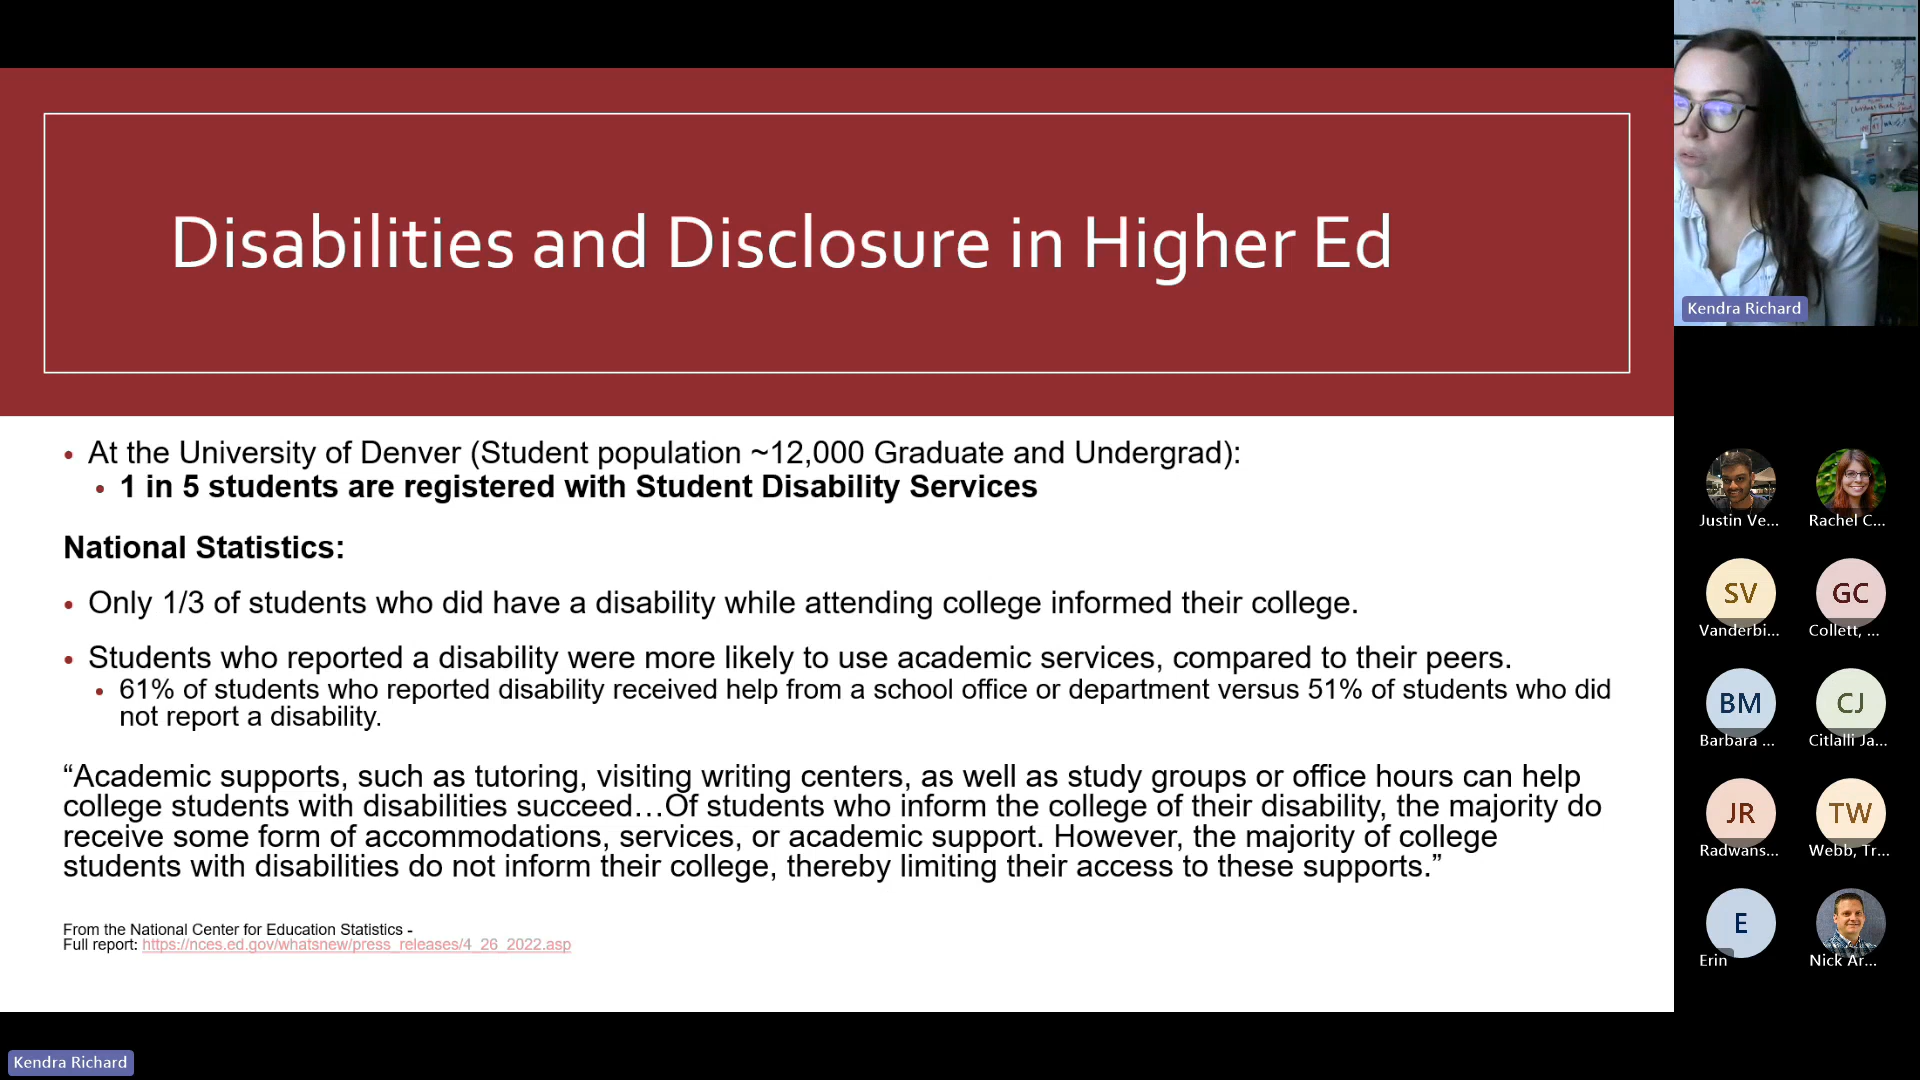 Disabilities and Disclosure in Higher Ed
• At the University of Denver (Student population ~12,000 Graduate and Undergrad):
• 1 in 5 students are registered with Student Disability Services
National Statistics:
• Only 1/3 of students who did have a disability while attending college informed their college.
• Students who reported a disability were more likely to use academic services, compared to their peers.
• 61% of students who reported disability received help from a school office or department versus 51% of students who did
not report a disability.
“Academic supports, such as tutoring, visiting writing centers, as well as study groups or office hours can help
college students with disabilities succeed…Of students who inform the college of their disability, the majority do
receive some form of accommodations, services, or academic support. However, the majority of college
students with disabilities do not inform their college, thereby limiting their access to these supports.”
From the National Center for Education Statistics -
Full report: https://nces.ed.gov/whatsnew/press_releases/4_26_2022.asp
Kendra Richard
Kendra Richard
Justin Ve...
Rachel C...
SV
Vanderbi...
GC
Collett, ...
BM
Barbara ...
CJ
Citlalli Ja...
JR
Radwans...
TW
Webb, Tr...
E
Erin
Nick Ar...